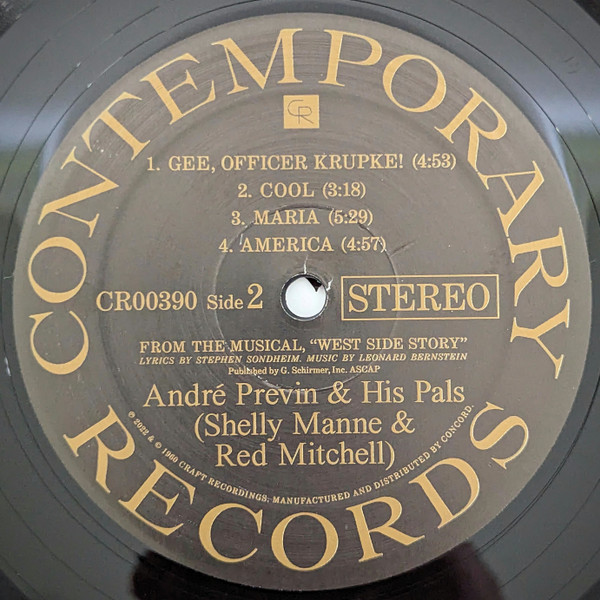 CONTEMPORARY
CR
1. GEE, OFFICER KRUPKE! (4:53)
2. COOL (3:18)
3. MARIA (5:29)
4. AMERICA (4:57)
CR00390 Side 2
STEREO
FROM THE MUSICAL, “WEST SIDE STORY”
LYRICS BY STEPHEN SONDHEIM. MUSIC BY LEONARD BERNSTEIN
Published by G. Schirmer, Inc. ASCAP
André Previn & His Pals
(Shelly Manne &
Red Mitchell)
℗ 2022 & © 1960 CRAFT RECORDINGS. MANUFACTURED AND DISTRIBUTED BY CONCORD.
RECORDS